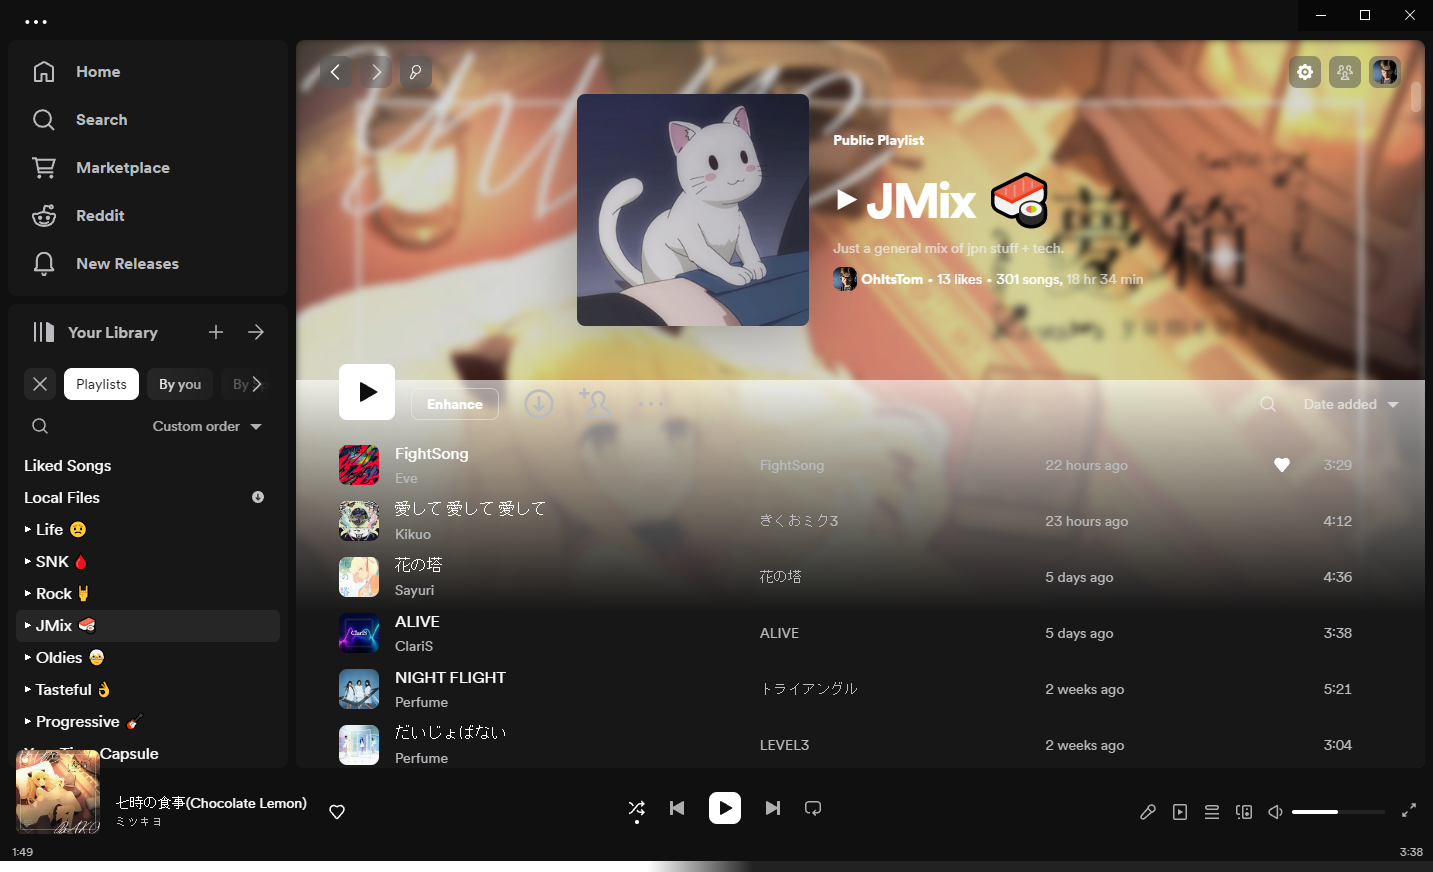 Home
Search
Marketplace
Reddit
New Releases
Your Library
Playlists
By you
By
Custom order
Liked Songs
Local Files
Life
SNK
Rock
JMix
Oldies
Tasteful
Progressive
Capsule
Public Playlist
JMix
Just a general mix of jpn stuff + tech.
OhItsTom • 13 likes • 301 songs, 18 hr 34 min
Enhance
Date added
FightSong
Eve
FightSong
22 hours ago
3:29
愛して 愛して 愛して
Kikuo
きくおミク3
23 hours ago
4:12
花の塔
Sayuri
花の塔
5 days ago
4:36
ALIVE
ClariS
ALIVE
5 days ago
3:38
NIGHT FLIGHT
Perfume
トライアングル
2 weeks ago
5:21
だいじょばない
Perfume
LEVEL3
2 weeks ago
3:04
七時の食事(Chocolate Lemon)
ミツキヨ
1:49
3:38